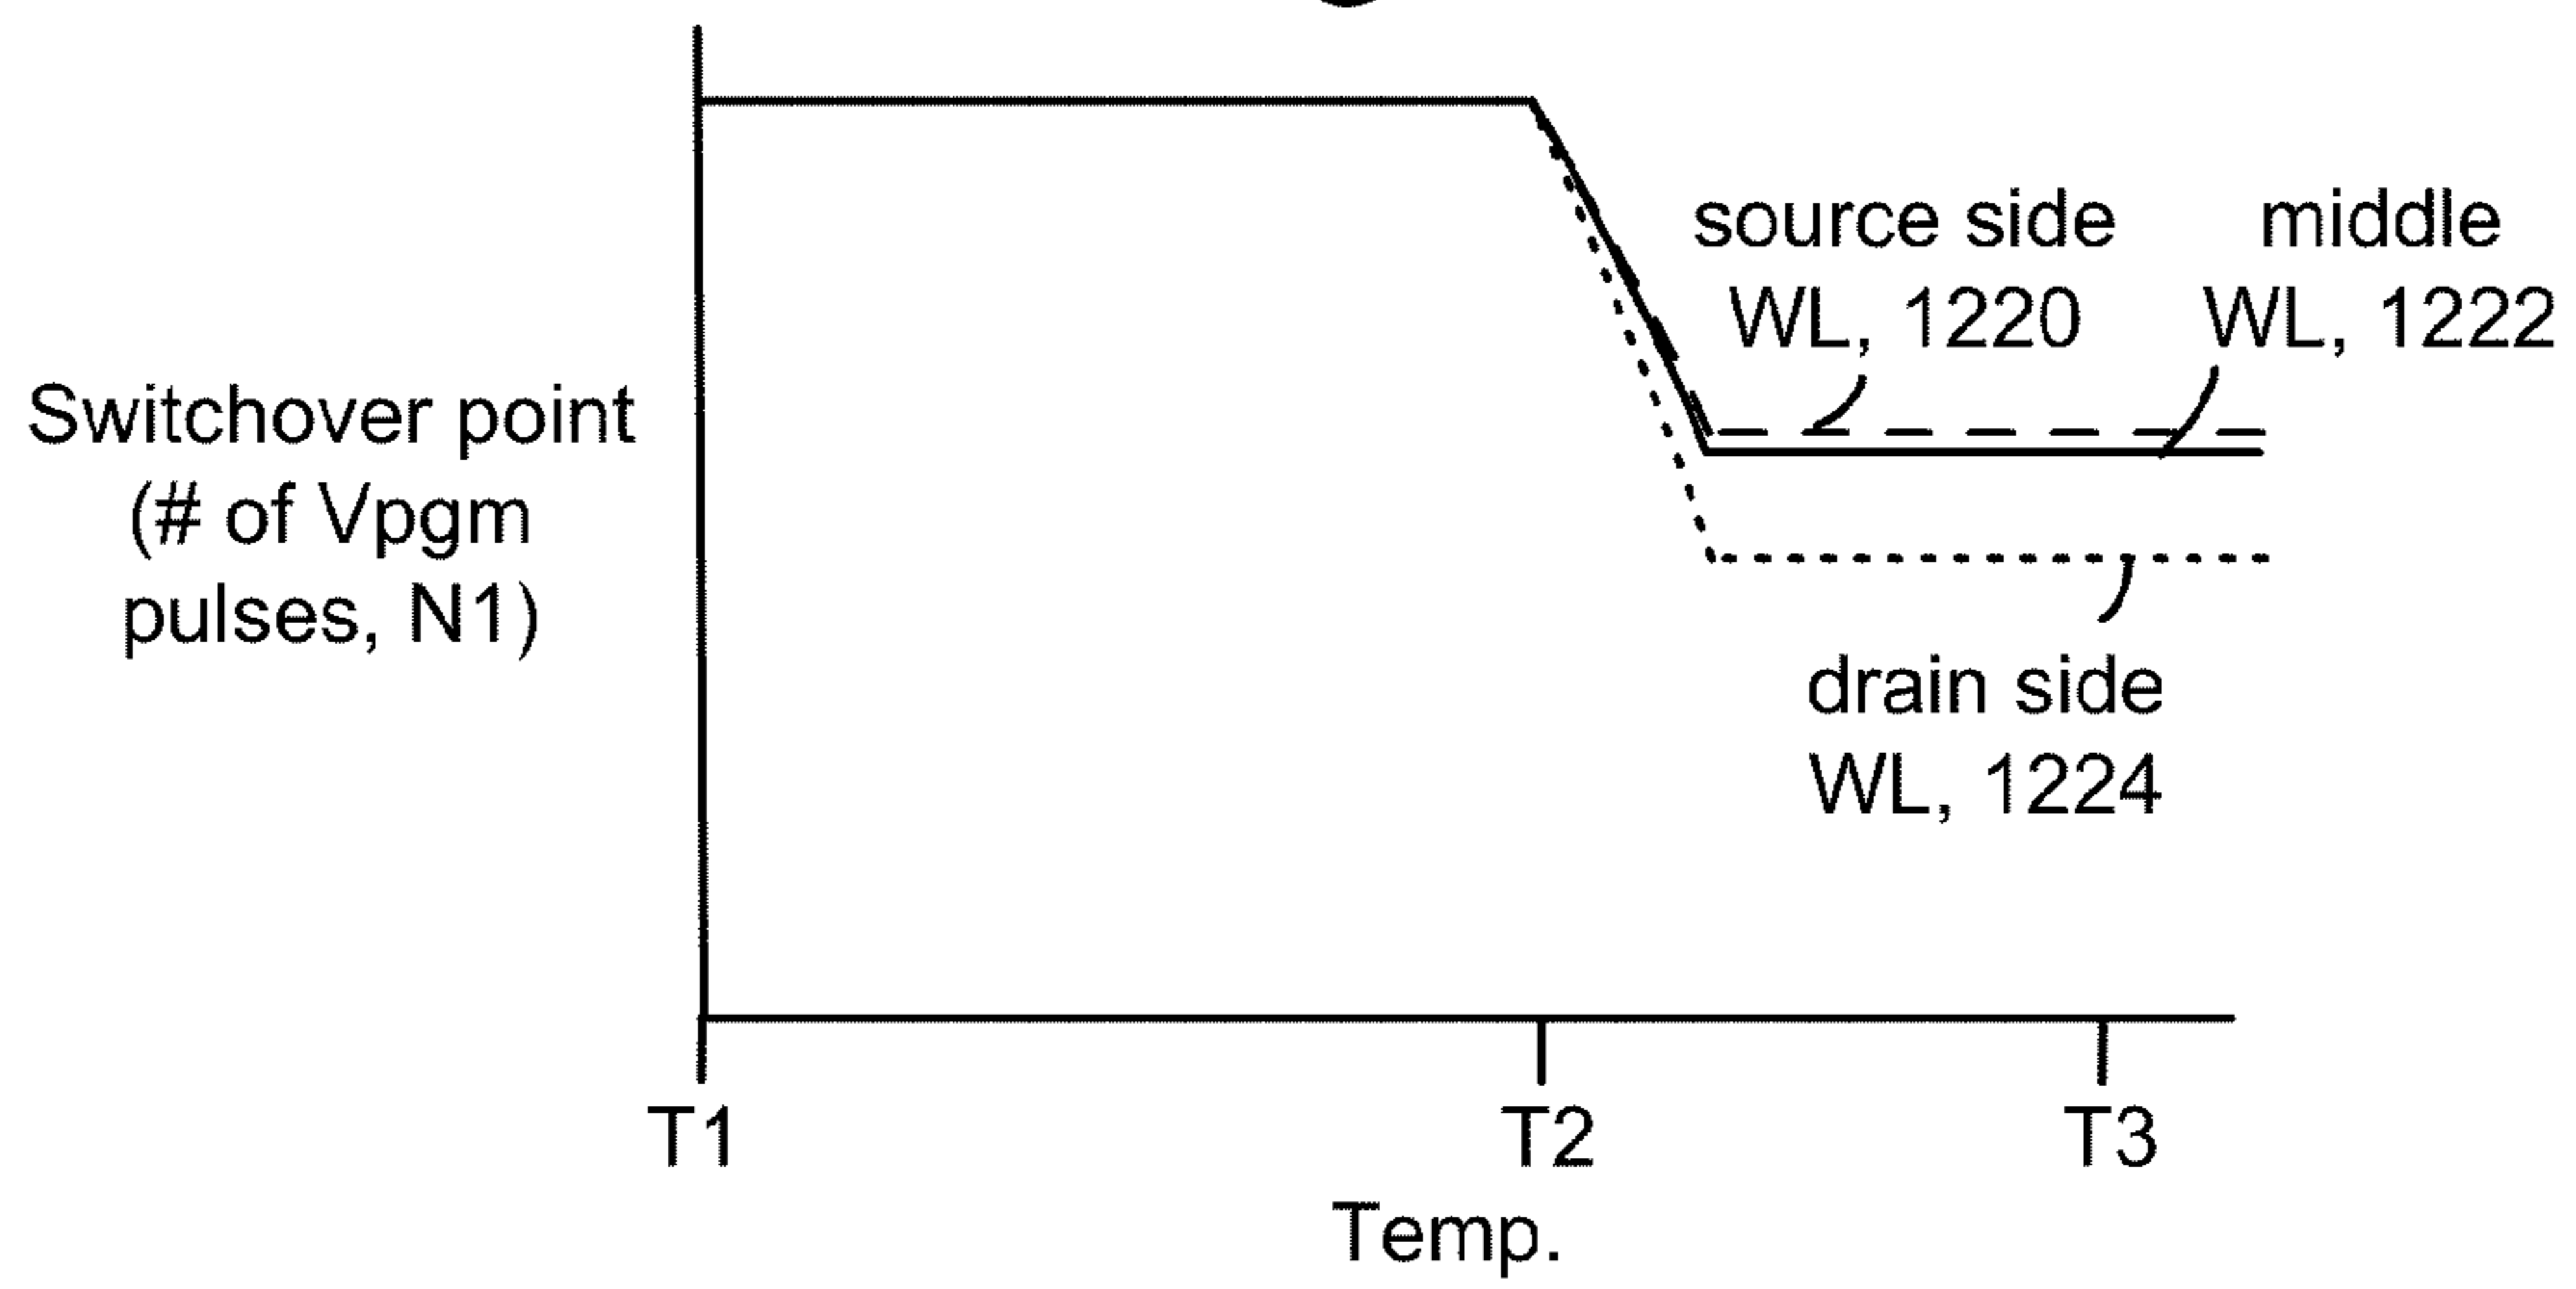 Switchover point
(# of Vpgm
pulses, N1)
source side
WL, 1220
middle
WL, 1222
drain side
WL, 1224
T1
T2
T3
Temp.